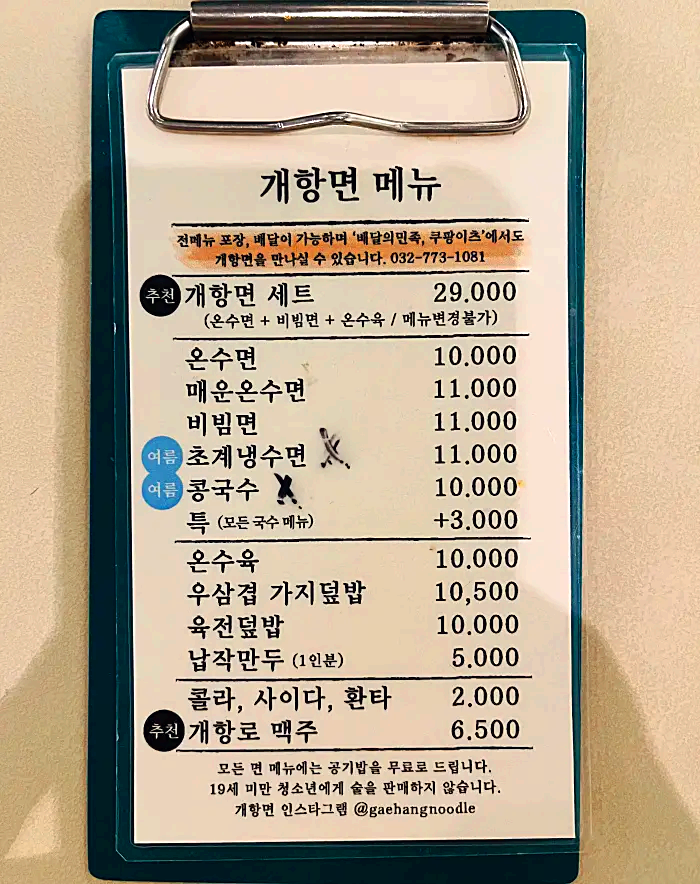 개항면 메뉴
전메뉴 포장, 배달이 가능하며 '배달의민족, 쿠팡이츠'에서도
개항면을 만나실 수 있습니다. 032-773-1081
추천 개항면 세트 29.000
(온수면 + 비빔면 + 온수육 / 메뉴변경불가)
온수면 10.000
매운온수면 11.000
비빔면 11.000
여름 초계냉수면 X 11.000
여름 콩국수 X 10.000
특 (모든 국수 메뉴) +3.000
온수육 10.000
우삼겹 가지덮밥 10,500
육전덮밥 10.000
납작만두 (1인분) 5.000
콜라, 사이다, 환타 2.000
추천 개항로 맥주 6.500
모든 면 메뉴에는 공기밥을 무료로 드립니다.
19세 미만 청소년에게 술을 판매하지 않습니다.
개항면 인스타그램 @gaehangnoodle